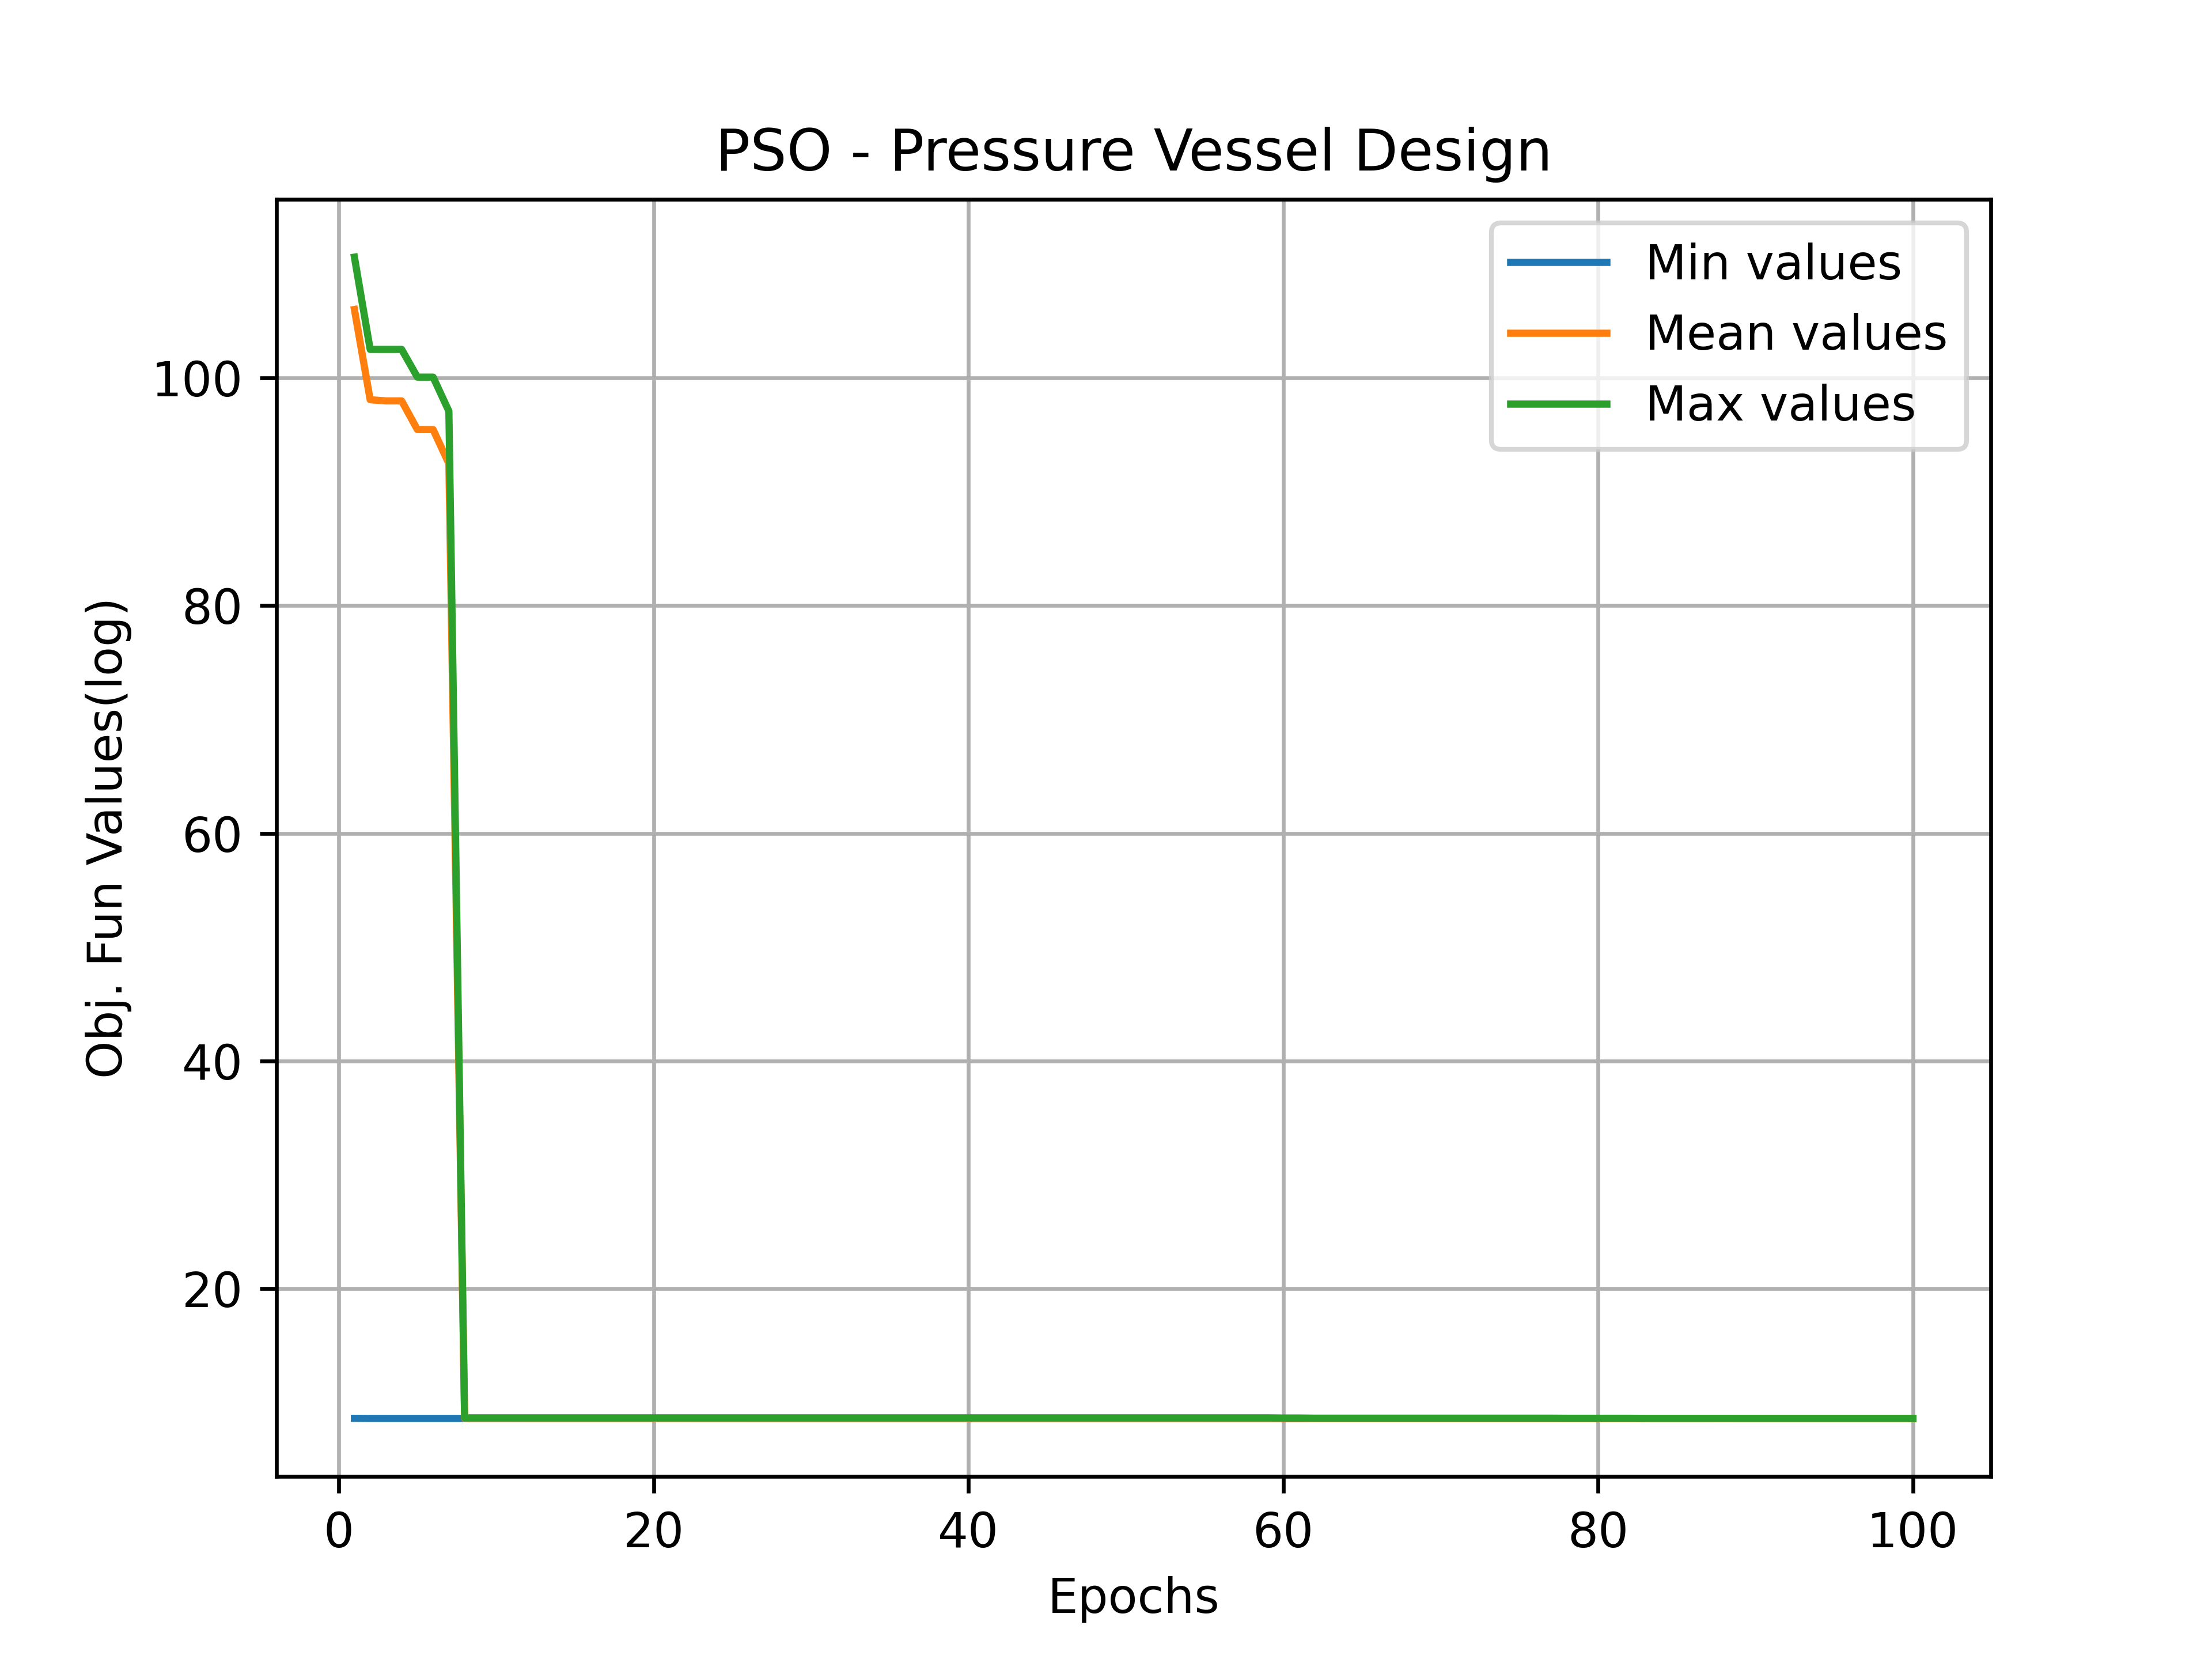 PSO - Pressure Vessel Design
Min values
Mean values
Max values
Obj. Fun Values(log)
100
80
60
40
20
0 20 40 60 80 100
Epochs